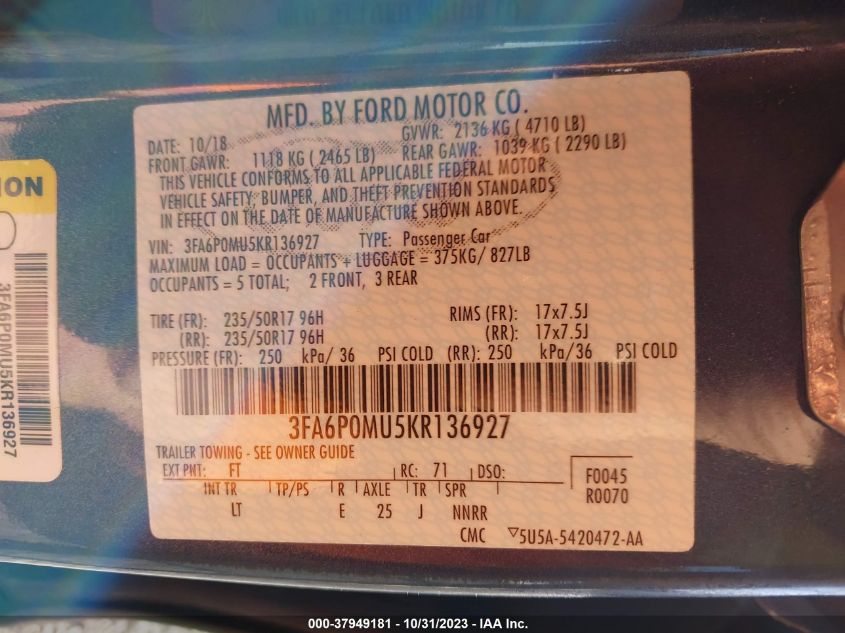 MFD. BY FORD MOTOR CO.
DATE: 10/18 GVWR: 2136 KG ( 4710 LB)
FRONT GAWR: 1118 KG ( 2465 LB) REAR GAWR: 1039 KG ( 2290 LB)
THIS VEHICLE CONFORMS TO ALL APPLICABLE FEDERAL MOTOR
VEHICLE SAFETY, BUMPER, AND THEFT PREVENTION STANDARDS
IN EFFECT ON THE DATE OF MANUFACTURE SHOWN ABOVE.
VIN: 3FA6P0MU5KR136927 TYPE: Passenger Car
MAXIMUM LOAD = OCCUPANTS + LUGGAGE = 375KG/ 827LB
OCCUPANTS = 5 TOTAL; 2 FRONT, 3 REAR
TIRE (FR): 235/50R17 96H RIMS (FR): 17x7.5J
(RR): 235/50R17 96H (RR): 17x7.5J
PRESSURE (FR): 250 kPa/ 36 PSI COLD (RR): 250 kPa/36 PSI COLD
3FA6P0MU5KR136927
TRAILER TOWING - SEE OWNER GUIDE
EXT PNT: FT RC: 71 DSO:
INT TR TP/PS R AXLE TR SPR
LT E 25 J NNRR
F0045
R0070
CMC ▽5U5A-5420472-AA
ION
3FA6P0MU5KR136927
000-37949181 - 10/31/2023 - IAA Inc.